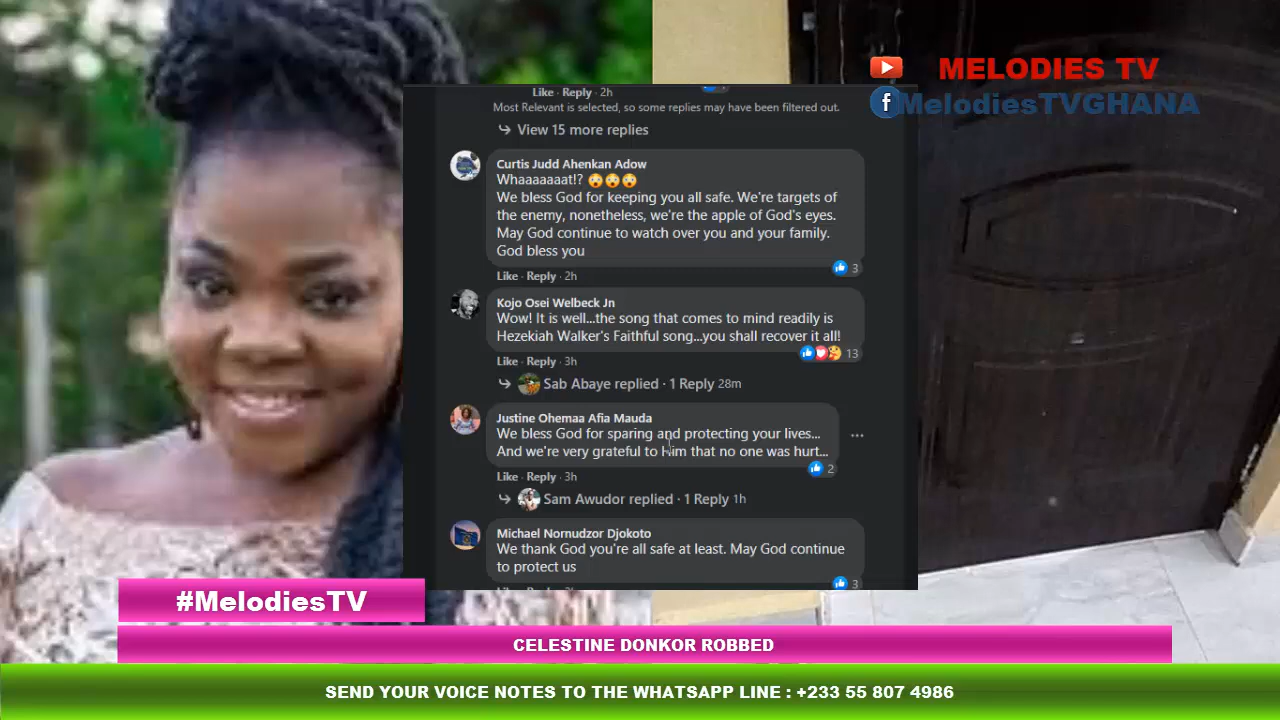 MELODIES TV
f MelodiesTVGHANA
Like · Reply · 2h
Most Relevant is selected, so some replies may have been filtered out.
View 15 more replies
Curtis Judd Ahenkan Adow
Whaaaaaaat!? 😲😲😲
We bless God for keeping you all safe. We're targets of
the enemy, nonetheless, we're the apple of God's eyes.
May God continue to watch over you and your family.
God bless you
3
Like · Reply · 2h
Kojo Osei Welbeck Jn
Wow! It is well...the song that comes to mind readily is
Hezekiah Walker's Faithful song...you shall recover it all!
13
Like · Reply · 3h
Sab Abaye replied · 1 Reply 28m
Justine Ohemaa Afia Mauda
We bless God for sparing and protecting your lives...
And we're very grateful to Him that no one was hurt...
2
Like · Reply · 3h
Sam Awudor replied · 1 Reply 1h
Michael Nornudzor Djokoto
We thank God you're all safe at least. May God continue
to protect us
3
#MelodiesTV
CELESTINE DONKOR ROBBED
SEND YOUR VOICE NOTES TO THE WHATSAPP LINE : +233 55 807 4986